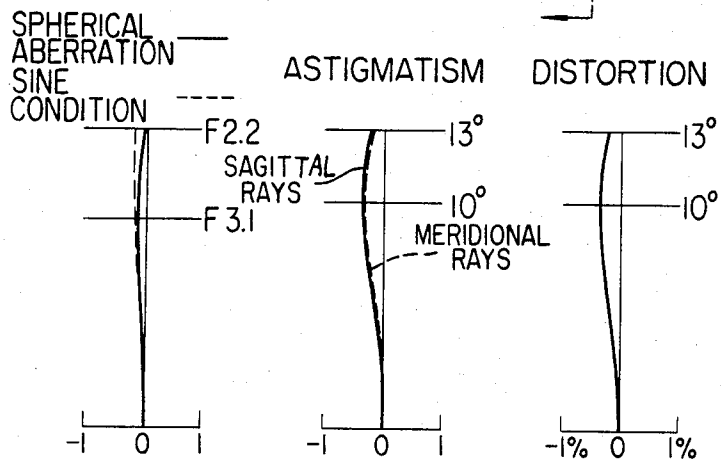 SPHERICAL
ABERRATION
SINE
CONDITION
F2.2
F3.1
-1 0 1
ASTIGMATISM
13°
SAGITTAL
RAYS
10°
MERIDIONAL
RAYS
-1 0 1
DISTORTION
13°
10°
-1% 0 1%